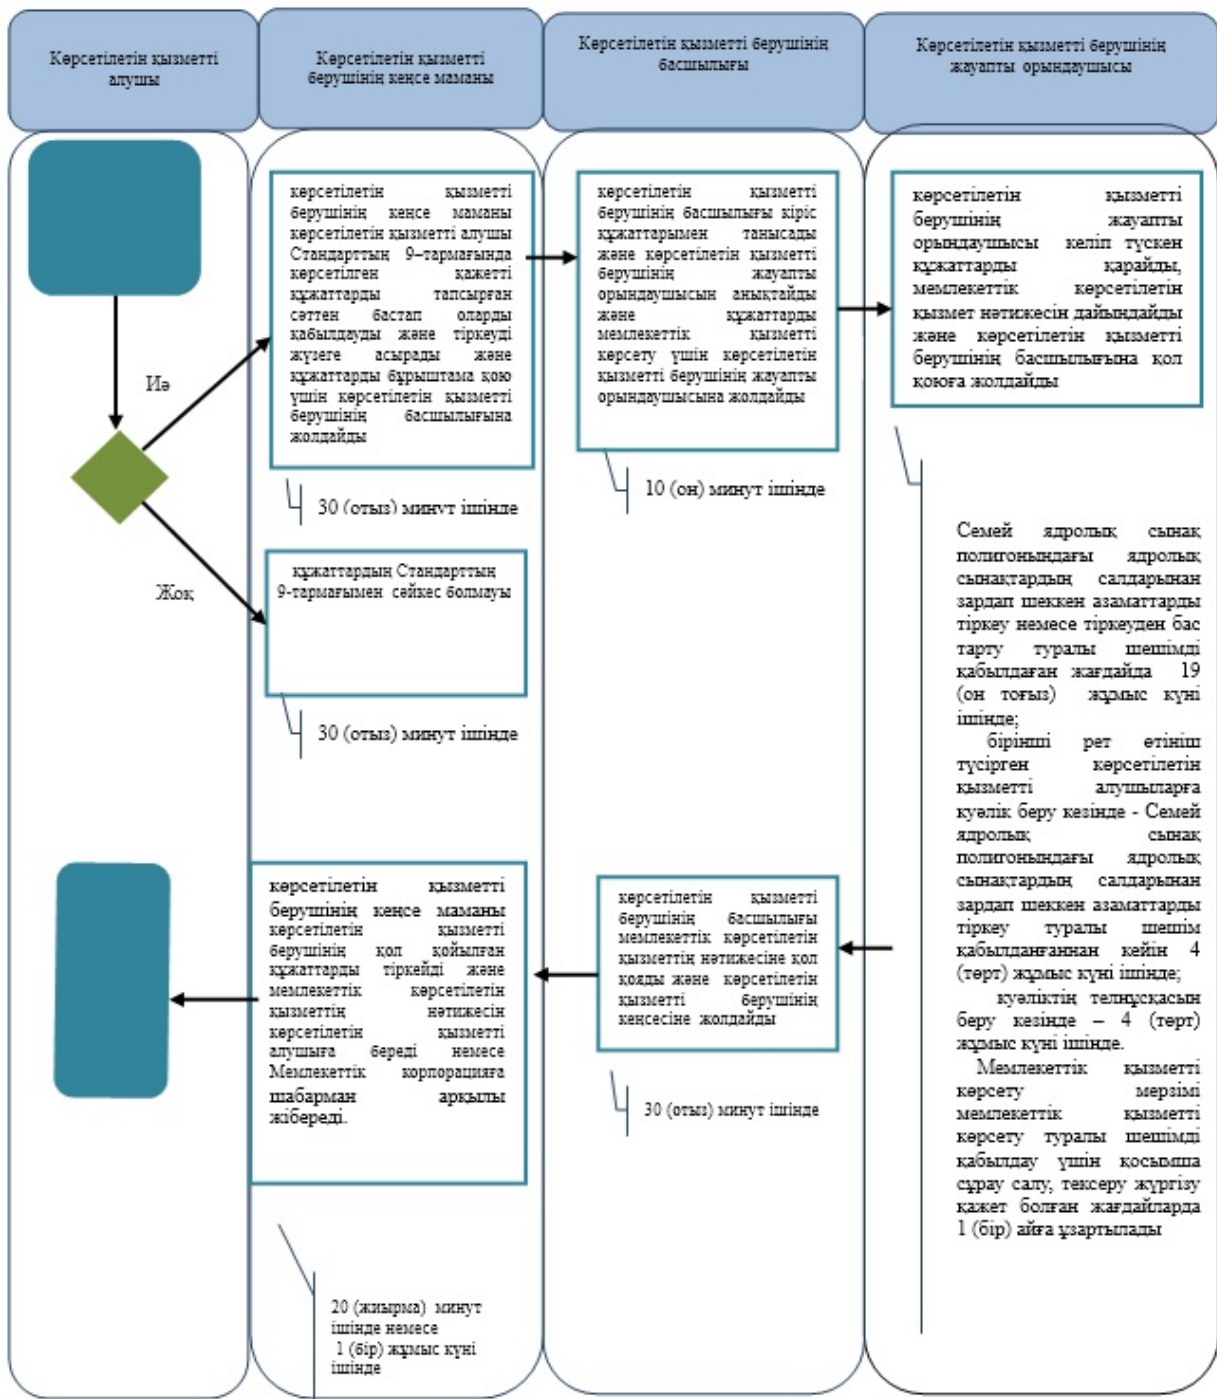 Көрсетілетін қызметті
алушы
Көрсетілетін қызметті
берушінің кеңсе маманы
Көрсетілетін қызметті берушінің
басшылығы
Көрсетілетін қызметті берушінің
жауапты орындаушысы
көрсетілетін қызметті
берушінің кеңсе маманы
көрсетілетін қызметті алушы
Стандарттың 9–тармағында
көрсетілген қажетті
құжаттарды тапсырған
сәттен бастап оларды
қабылдауды және тіркеуді
жүзеге асырады және
құжаттарды бұрыштама қою
үшін көрсетілетін қызметті
берушінің басшылығына
жолдайды
30 (отыз) минут ішінде
көрсетілетін қызметті
берушінің басшылығы кіріс
құжаттарымен танысады
және көрсетілетін қызметті
берушінің жауапты
орындаушысын анықтайды
және құжаттарды
мемлекеттік қызметті
көрсету үшін көрсетілетін
қызметті берушінің жауапты
орындаушысына жолдайды
10 (он) минут ішінде
көрсетілетін қызметті
берушінің жауапты
орындаушысы келіп түскен
құжаттарды қарайды,
мемлекеттік көрсетілетін
қызмет нәтижесін дайындайды
және көрсетілетін қызметті
берушінің басшылығына қол
қоюға жолдайды
Иә
Жоқ
құжаттардың Стандарттың
9-тармағымен сәйкес болмауы
30 (отыз) минут ішінде
Семей ядролық сынақ
полигонындағы ядролық
сынақтардың салдарынан
зардап шеккен азаматтарды
тіркеу немесе тіркеуден бас
тарту туралы шешімді
қабылдаған жағдайда 19
(он тоғыз) жұмыс күні
ішінде;
бірінші рет өтініш
түсірген көрсетілетін
қызметті алушыларға
куәлік беру кезінде - Семей
ядролық сынақ
полигонындағы ядролық
сынақтардың салдарынан
зардап шеккен азаматтарды
тіркеу туралы шешім
қабылданғаннан кейін 4
(төрт) жұмыс күні ішінде;
куәліктің телнұсқасын
беру кезінде – 4 (төрт)
жұмыс күні ішінде.
Мемлекеттік қызметті
көрсету мерзімі
мемлекеттік қызметті
көрсету туралы шешімді
қабылдау үшін қосымша
сұрау салу, тексеру жүргізу
қажет болған жағдайларда
1 (бір) айға ұзартылады
көрсетілетін қызметті
берушінің басшылығы
мемлекеттік көрсетілетін
қызметтің нәтижесіне қол
қояды және көрсетілетін
қызметті берушінің
кеңсесіне жолдайды
30 (отыз) минут ішінде
көрсетілетін қызметті
берушінің кеңсе маманы
көрсетілетін қызметті
берушінің қол қойылған
құжаттарды тіркейді және
мемлекеттік көрсетілетін
қызметтің нәтижесін
көрсетілетін қызметті
алушыға береді немесе
Мемлекеттік корпорацияға
шабарман арқылы
жібереді.
20 (жиырма) минут
ішінде немесе
1 (бір) жұмыс күні
ішінде